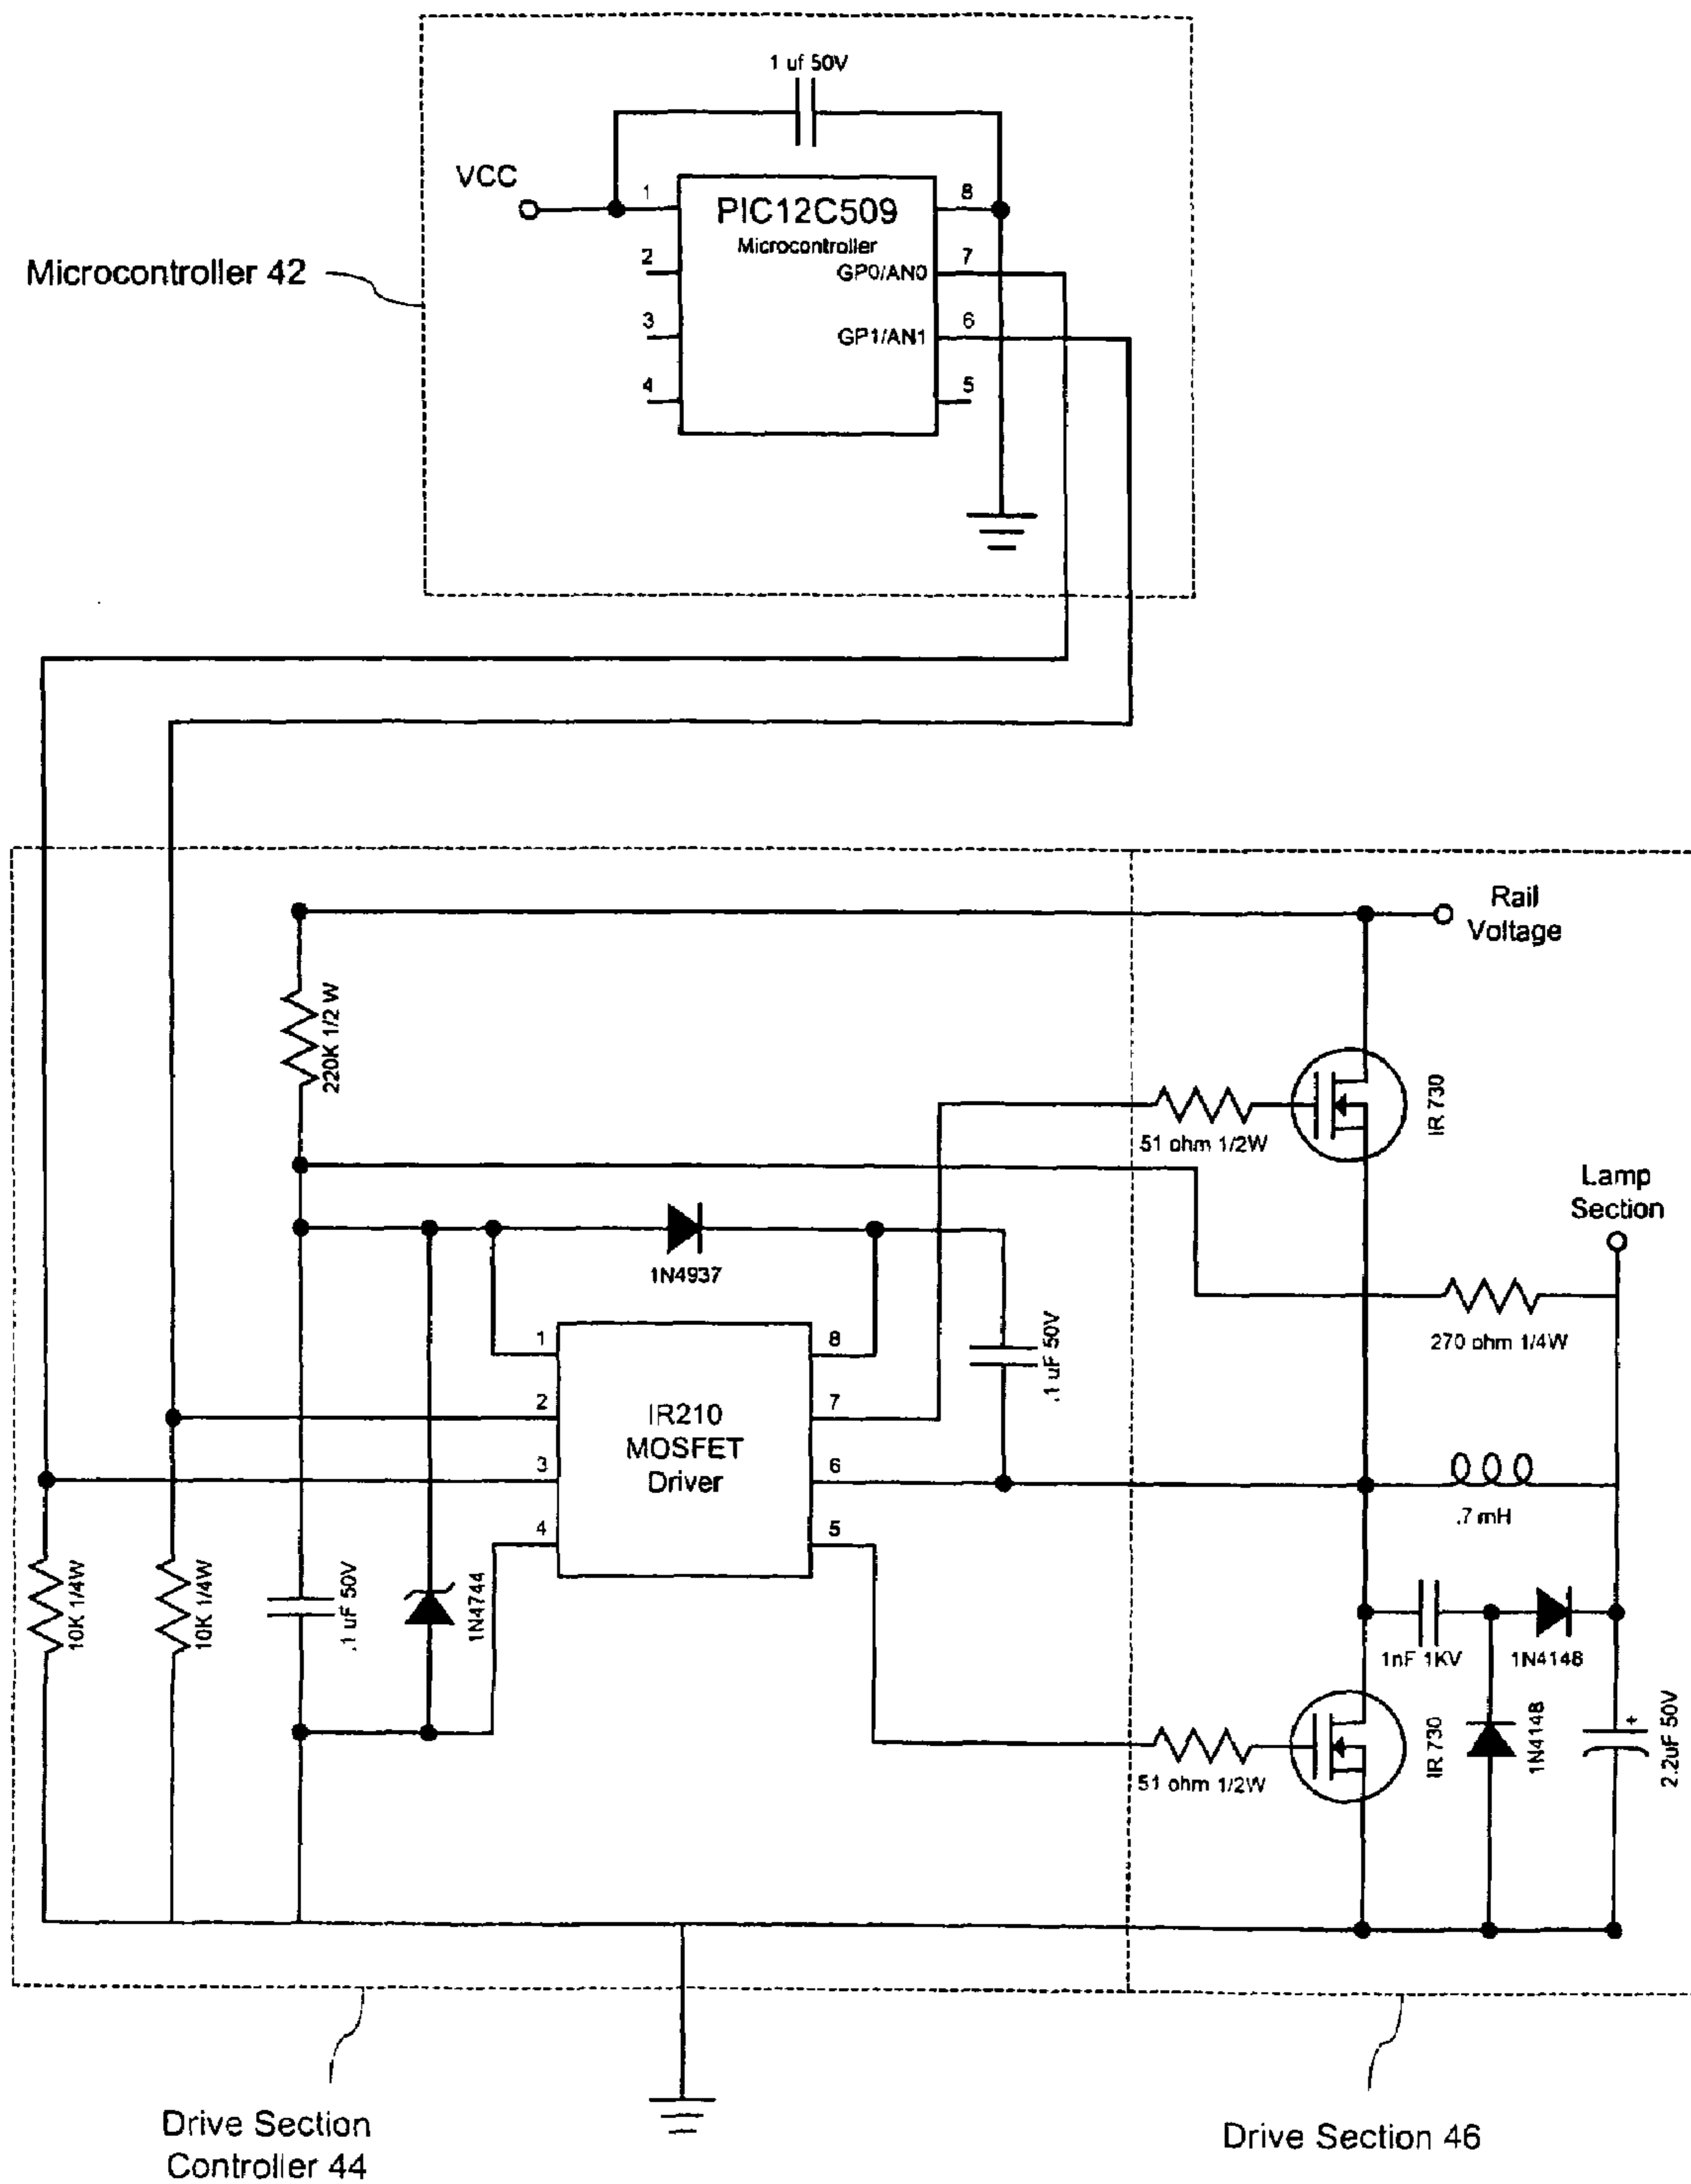 1 uf 50V
VCC
1
8
PIC12C509
Microcontroller
2
GP0/AN0
7
Microcontroller 42
3
GP1/AN1
6
4
5
Rail
Voltage
220K 1/2 W
51 ohm 1/2W
IR 730
Lamp
Section
1N4937
270 ohm 1/4W
.1 uF 50V
1
8
2
7
IR210
MOSFET
Driver
3
6
4
5
.7 mH
10K 1/4W
10K 1/4W
.1 uF 50V
1N4744
1nF 1KV
1N4148
51 ohm 1/2W
IR 730
1N4148
+
2.2uF 50V
Drive Section
Controller 44
Drive Section 46